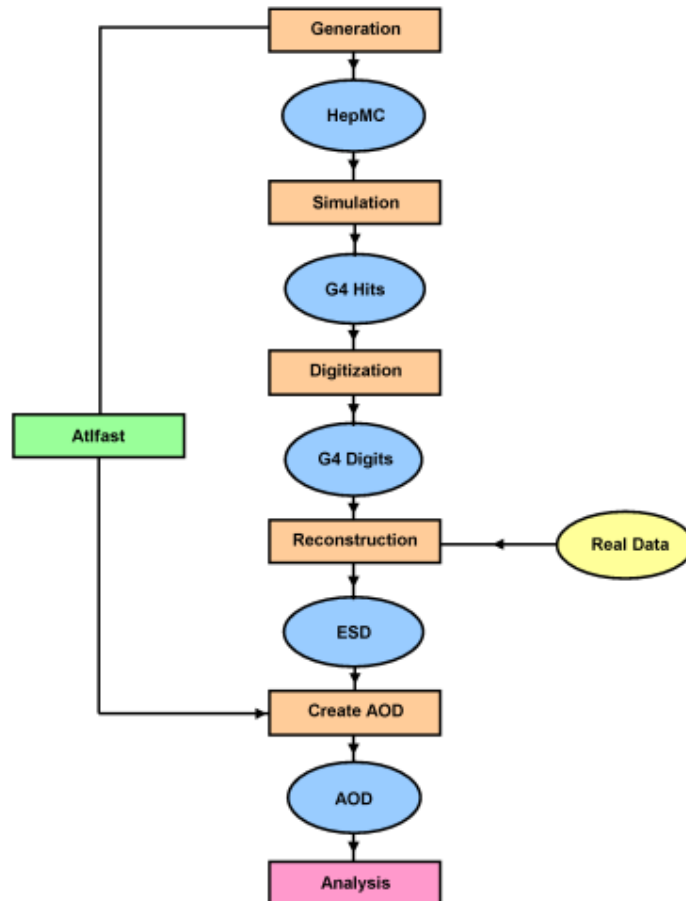 Generation
HepMC
Simulation
G4 Hits
Digitization
Atlfast
G4 Digits
Reconstruction
Real Data
ESD
Create AOD
AOD
Analysis